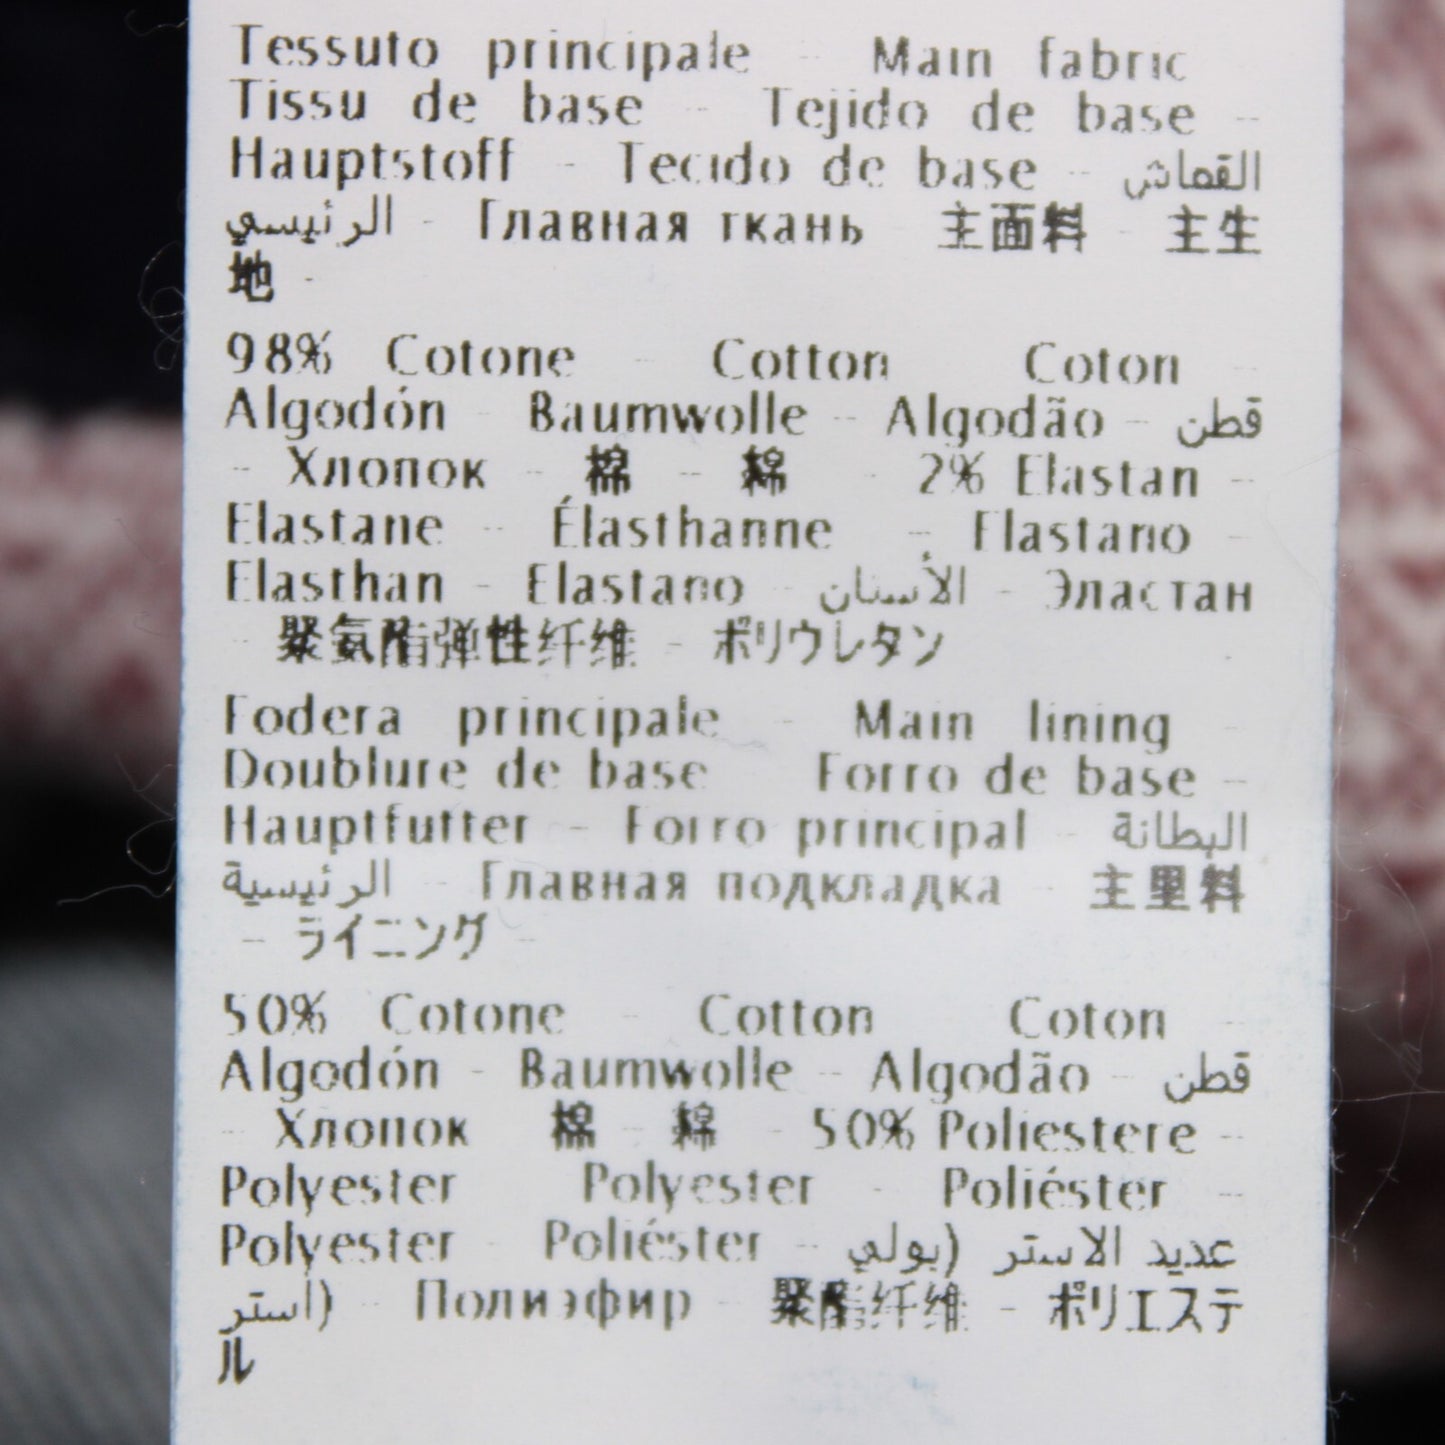 Tessuto principale - Main fabric
Tissu de base - Tejido de base -
Hauptstoff - Tecido de base - القماش
الرئيسي - Главная ткань 主面料 - 主生
地 -
98% Cotone - Cotton Coton -
Algodón - Baumwolle - Algodão - قطن
- Хлопок - 棉 - 綿 - 2% Elastan -
Elastane - Élasthanne - Elastano -
Elasthan - Elastano - الأستان - Эластан
- 聚氨酯弹性纤维 - ポリウレタン
Fodera principale - Main lining -
Doublure de base Forro de base -
Hauptfutter - Forro principal - البطانة
الرئيسية - Главная подкладка - 主里料
- ライニング -
50% Cotone - Cotton Coton -
Algodón - Baumwolle - Algodão - قطن
- Хлопок 棉 - 綿 - 50% Poliestere -
Polyester Polyester - Poliéster -
Polyester - Poliéster - عديد الاستر (بولي
أستر) - Полиэфир - 聚酯纤维 - ポリエステ
ル